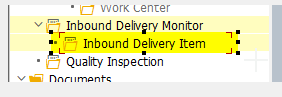 Work Center
Inbound Delivery Monitor
Inbound Delivery Item
Quality Inspection
Documents